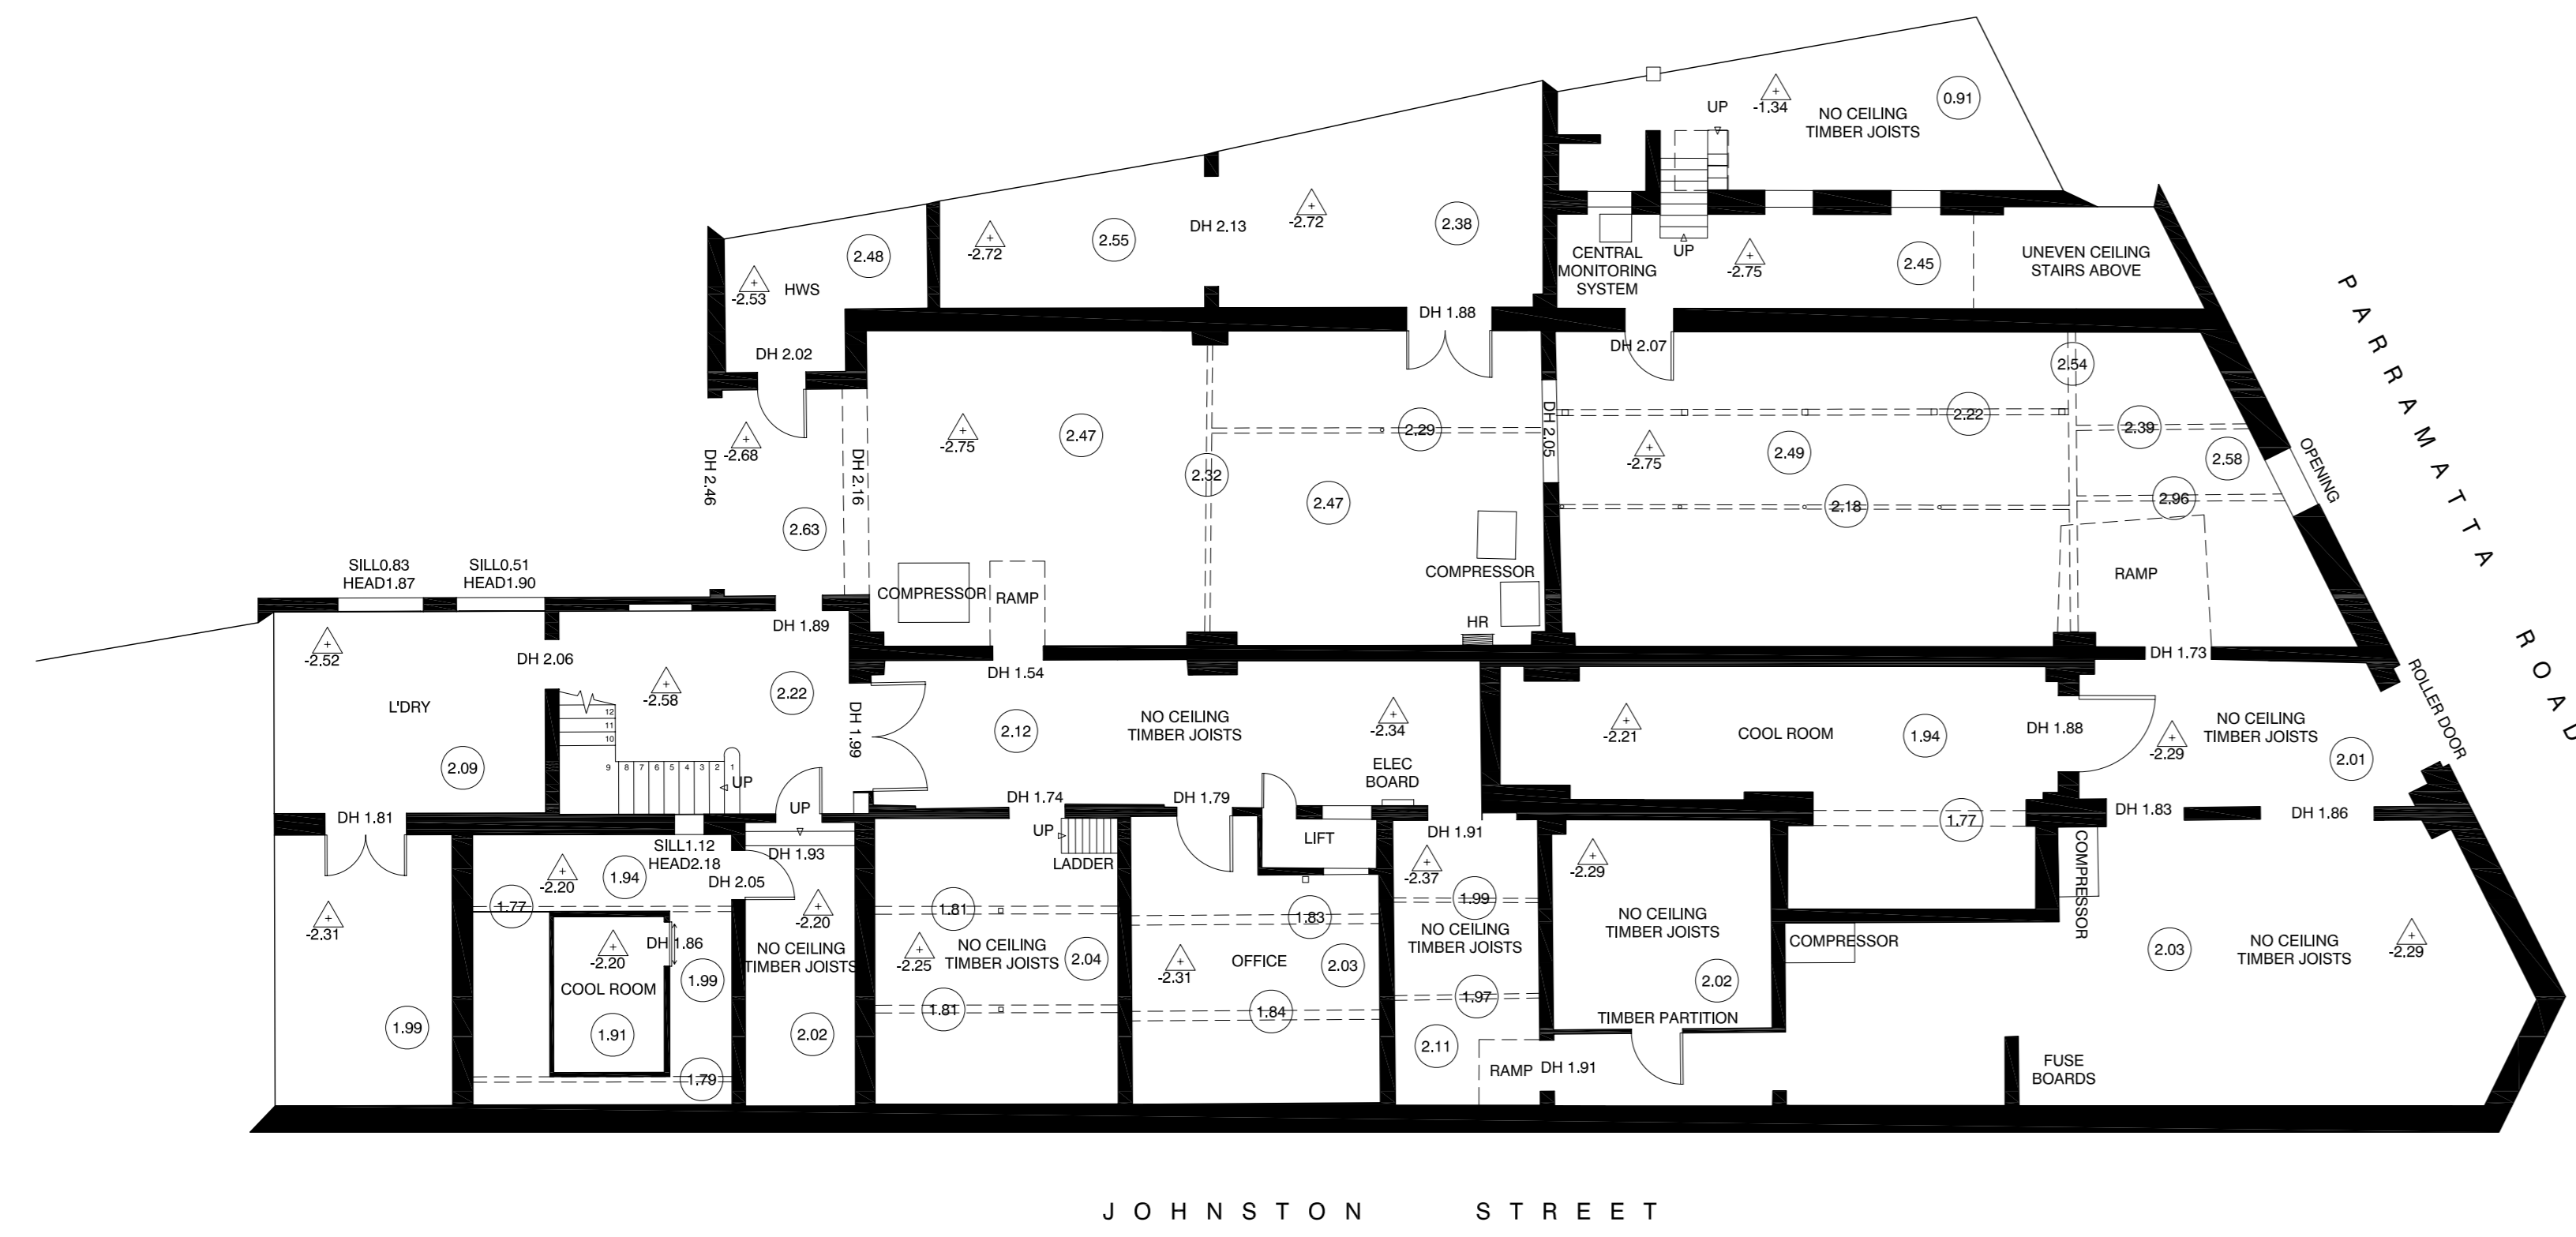 UP
-1.34
NO CEILING
TIMBER JOISTS
0.91
2.48
-2.53
HWS
DH 2.02
-2.72
2.55
DH 2.13
-2.72
2.38
DH 1.88
CENTRAL
MONITORING
SYSTEM
UP
-2.75
2.45
UNEVEN CEILING
STAIRS ABOVE
DH 2.07
2.54
-2.68
DH 2.46
DH 2.16
2.63
-2.75
2.47
2.32
2.29
2.47
DH 2.05
-2.75
2.49
2.22
2.18
2.39
2.58
2.96
OPENING
COMPRESSOR
RAMP
COMPRESSOR
HR
RAMP
PARRAMATTA ROAD
SILL0.83
HEAD1.87
SILL0.51
HEAD1.90
DH 1.89
-2.52
DH 2.06
-2.58
2.22
L'DRY
2.09
12
11
10
9 8 7 6 5 4 3 2 1
UP
DH 1.99
UP
DH 1.54
2.12
NO CEILING
TIMBER JOISTS
-2.34
ELEC
BOARD
DH 1.74
DH 1.79
DH 1.73
-2.21
COOL ROOM
1.94
DH 1.88
-2.29
NO CEILING
TIMBER JOISTS
2.01
ROLLER DOOR
DH 1.83
DH 1.86
1.77
DH 1.81
SILL1.12
HEAD2.18
DH 1.93
DH 2.05
-2.31
1.99
-2.20
1.94
1.77
-2.20
DH 1.86
COOL ROOM
1.99
1.91
1.79
-2.20
NO CEILING
TIMBER JOISTS
2.02
UP
LADDER
1.81
-2.25
NO CEILING
TIMBER JOISTS
2.04
1.81
LIFT
1.83
-2.31
OFFICE
2.03
1.84
DH 1.91
-2.37
1.99
NO CEILING
TIMBER JOISTS
1.97
2.11
RAMP
DH 1.91
-2.29
NO CEILING
TIMBER JOISTS
2.02
TIMBER PARTITION
COMPRESSOR
COMPRESSOR
2.03
NO CEILING
TIMBER JOISTS
-2.29
FUSE
BOARDS
JOHNSTON STREET